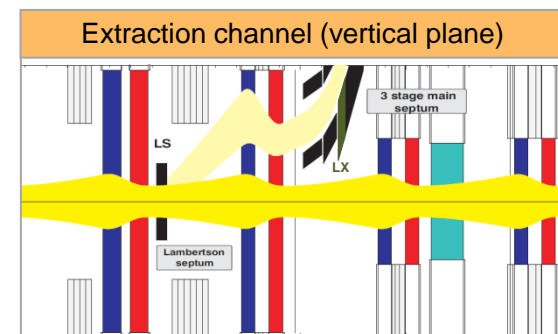 Extraction channel (vertical plane)
3 stage main
septum
LS
LX
Lambertson
septum